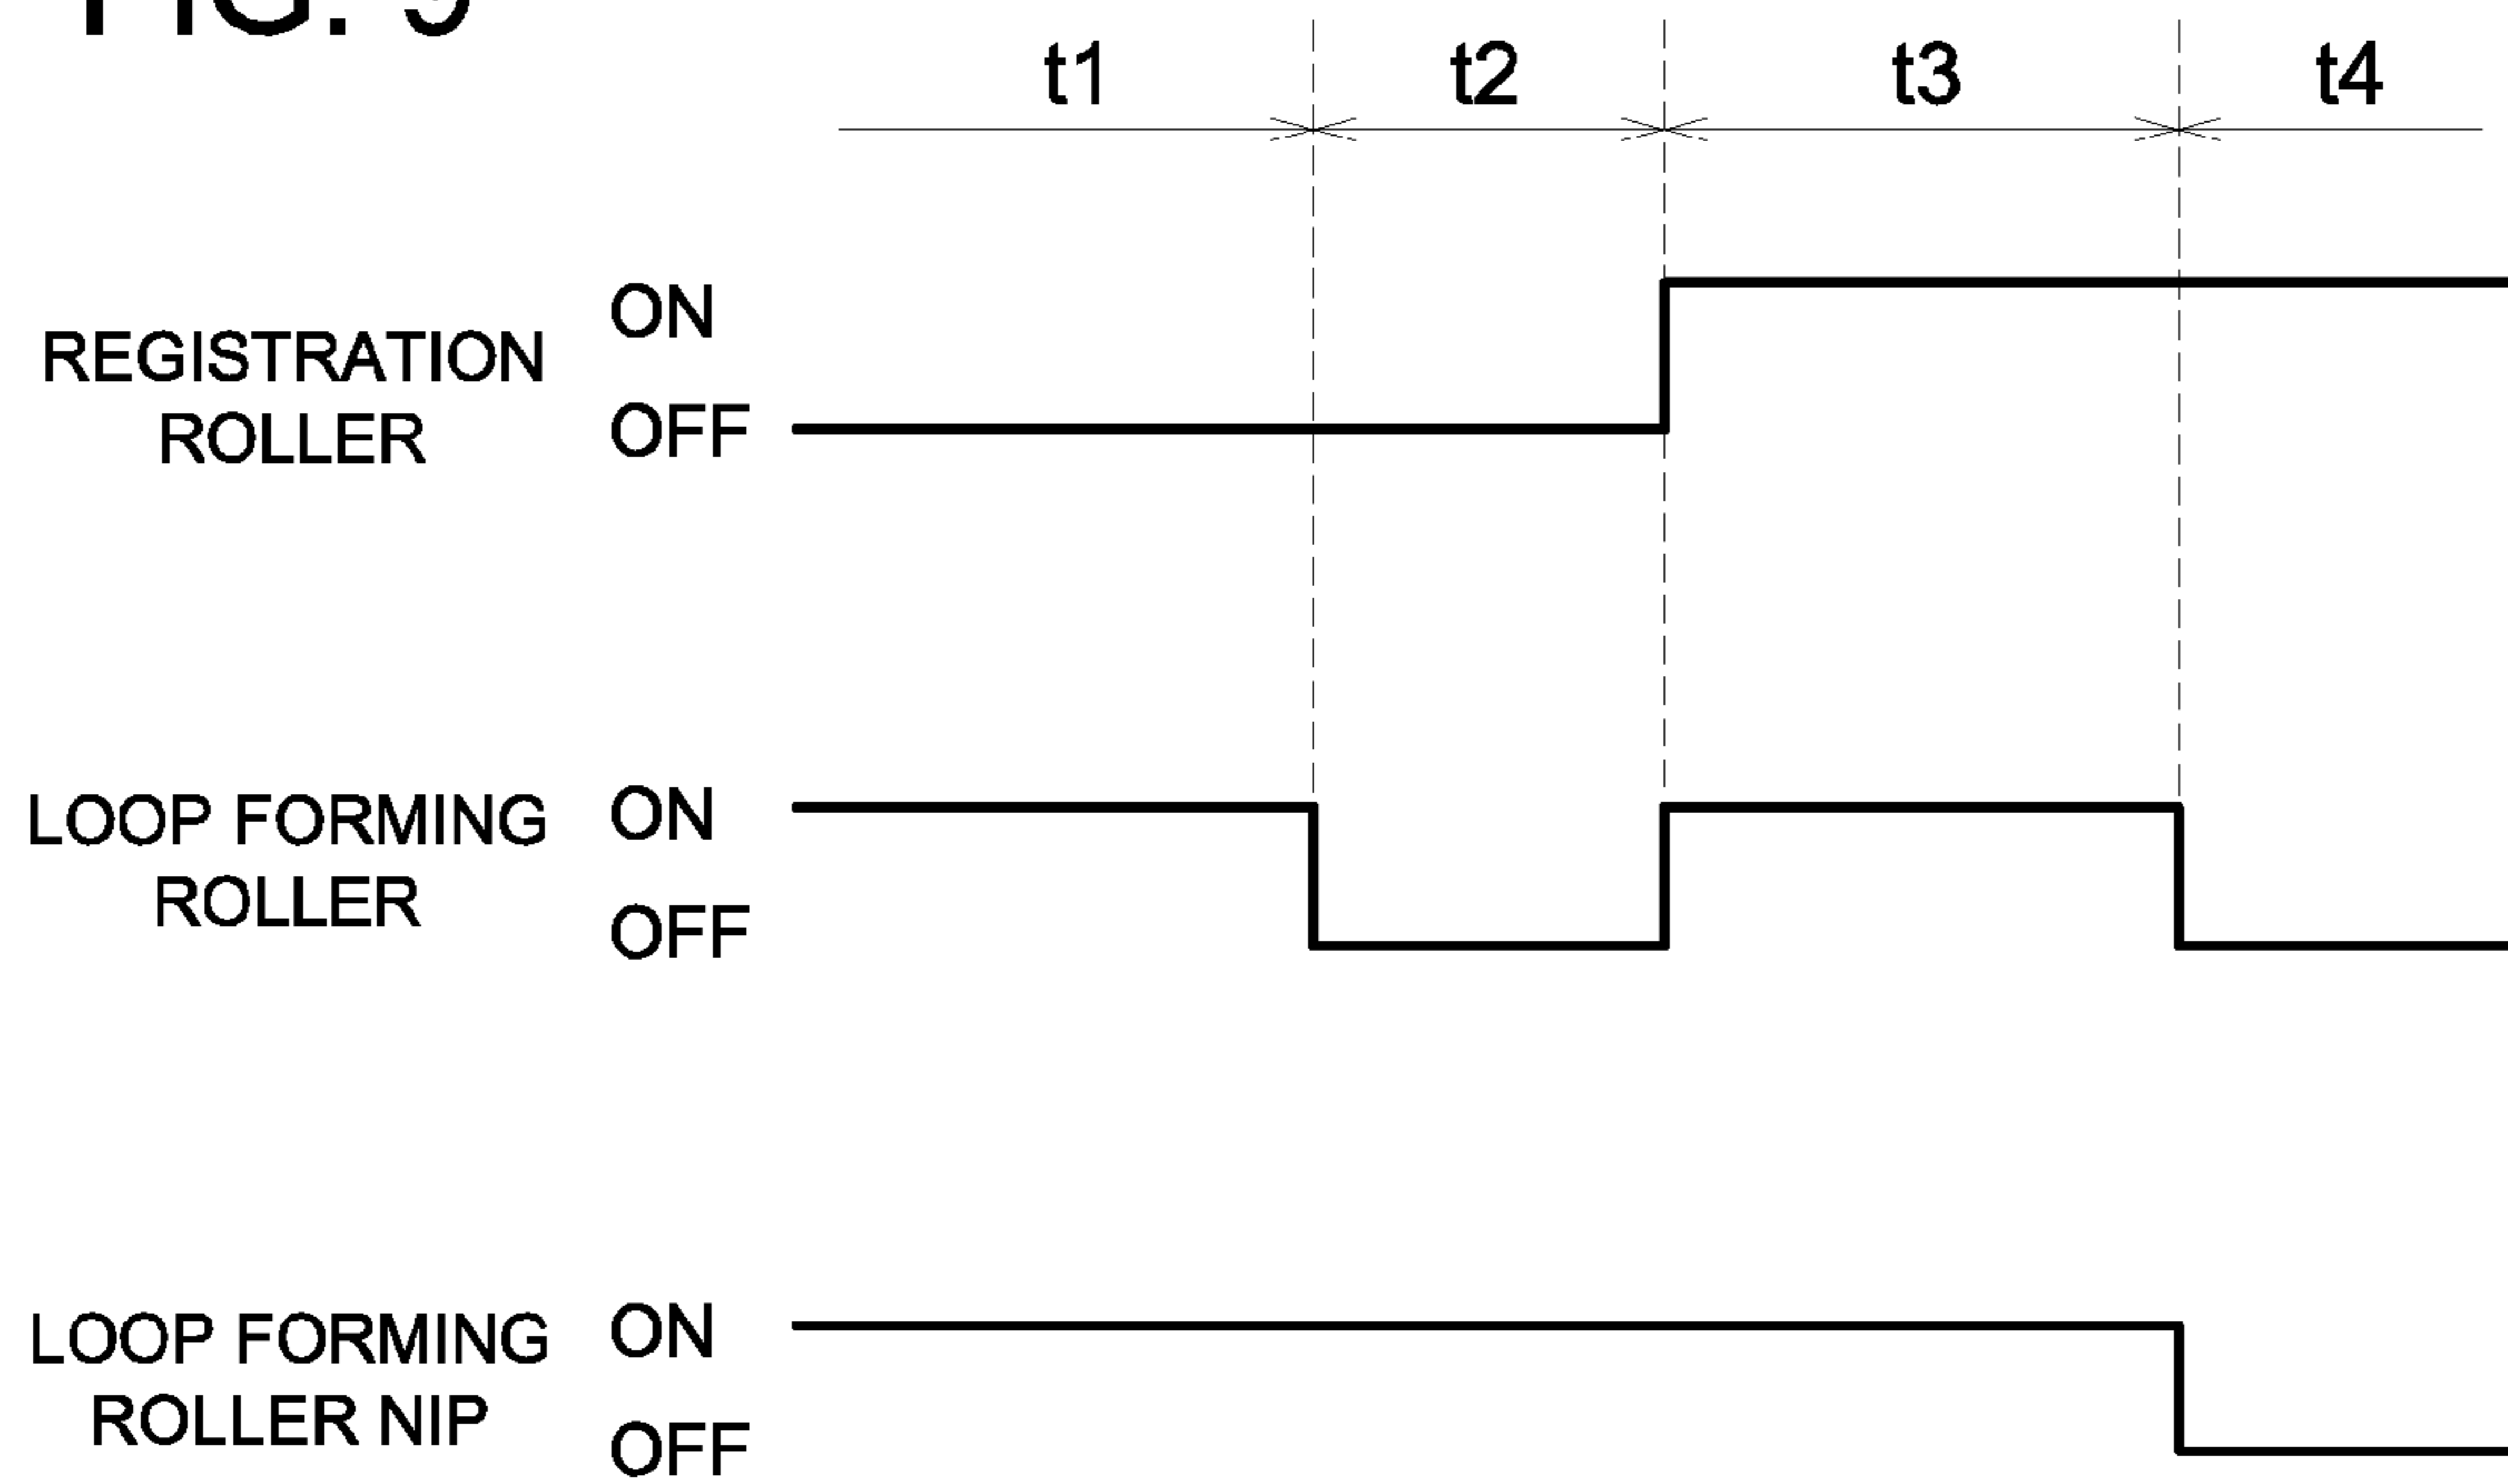 t1 t2 t3 t4
ON
REGISTRATION
ROLLER
OFF
LOOP FORMING
ROLLER
ON
OFF
LOOP FORMING
ROLLER NIP
ON
OFF